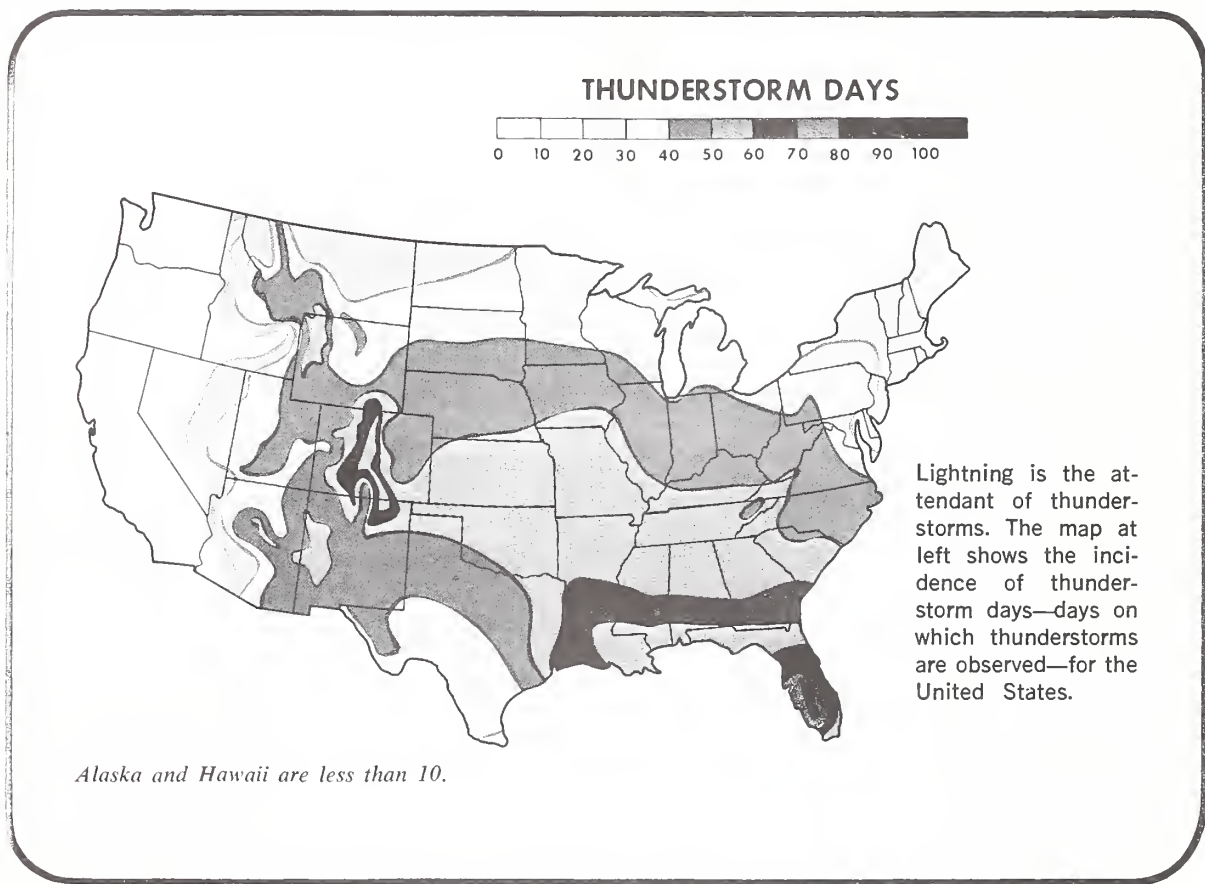 THUNDERSTORM DAYS
0 10 20 30 40 50 60 70 80 90 100
Lightning is the at-
tendant of thunder-
storms. The map at
left shows the inci-
dence of thunder-
storm days—days on
which thunderstorms
are observed—for the
United States.
Alaska and Hawaii are less than 10.